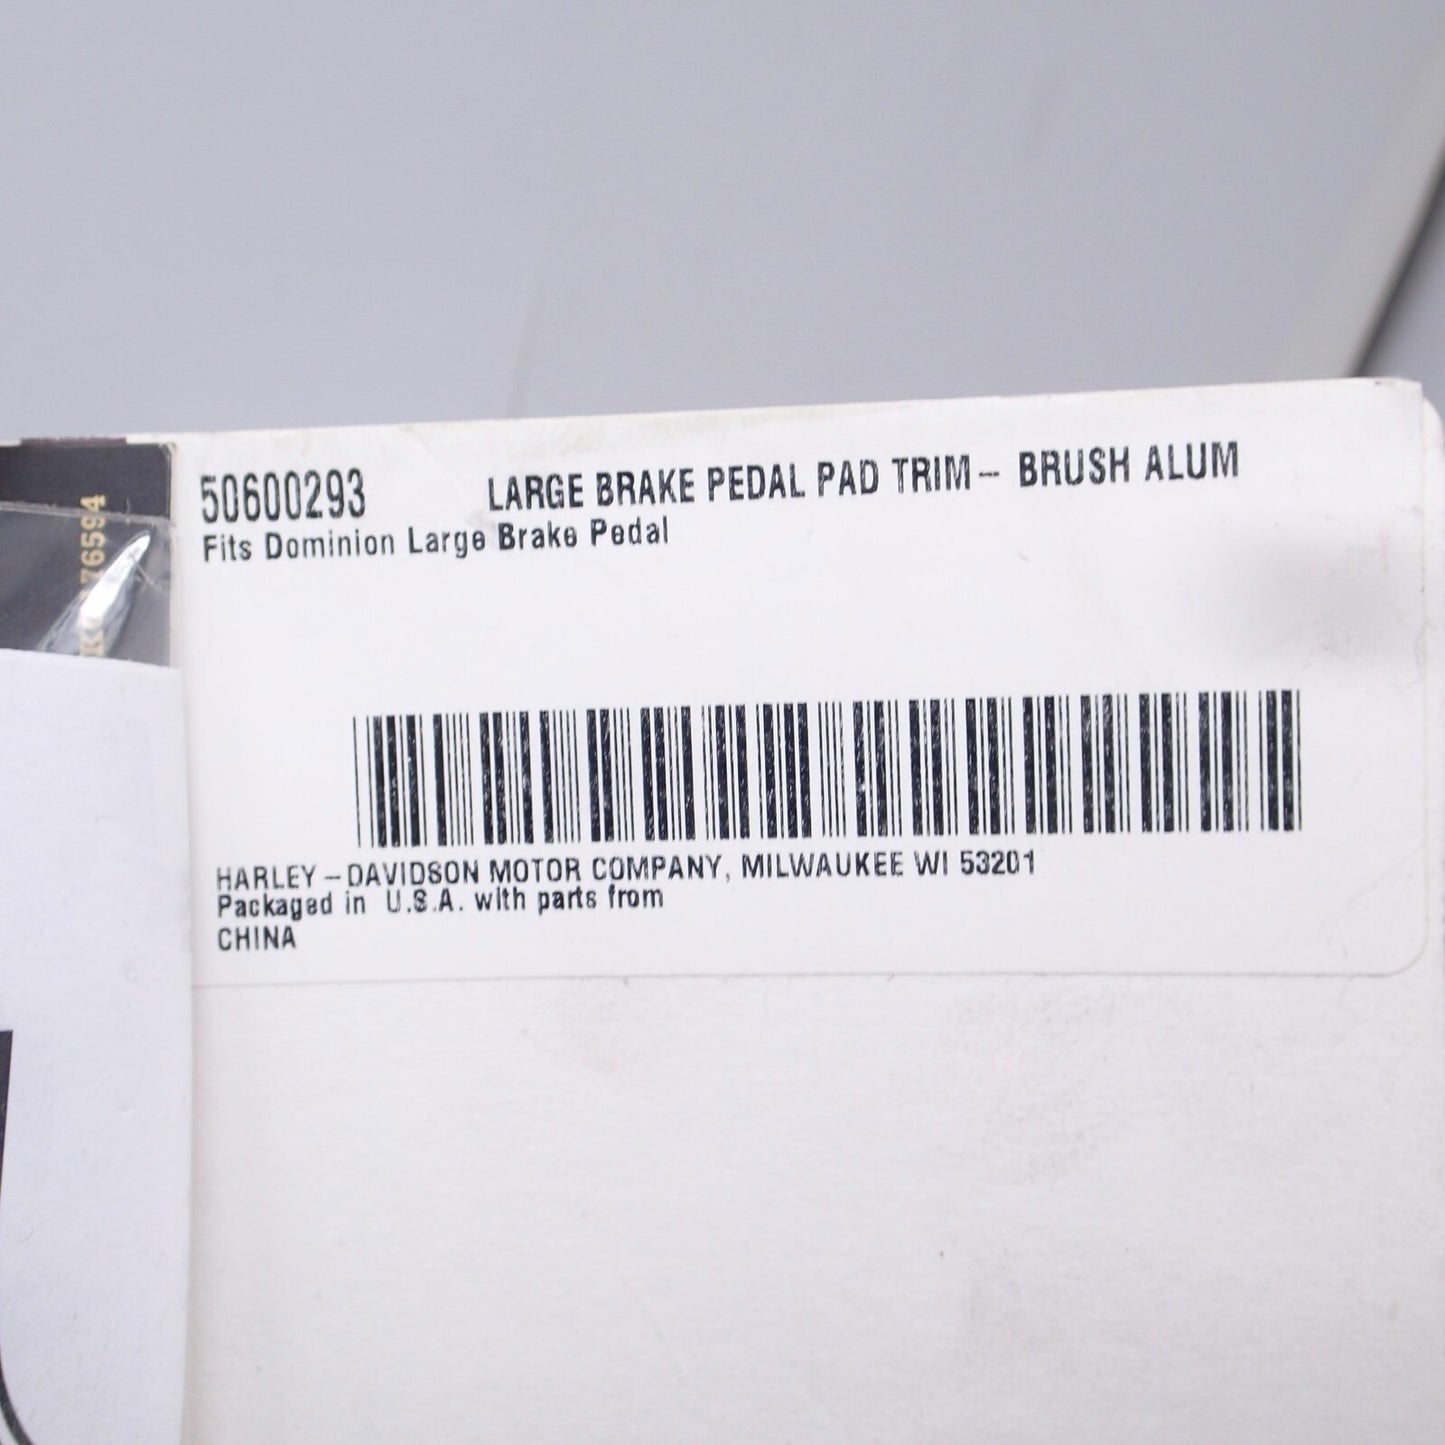 50600293 LARGE BRAKE PEDAL PAD TRIM- BRUSH ALUM
Fits Dominion Large Brake Pedal
HARLEY-DAVIDSON MOTOR COMPANY, MILWAUKEE WI 53201
Packaged in U.S.A. with parts from
CHINA